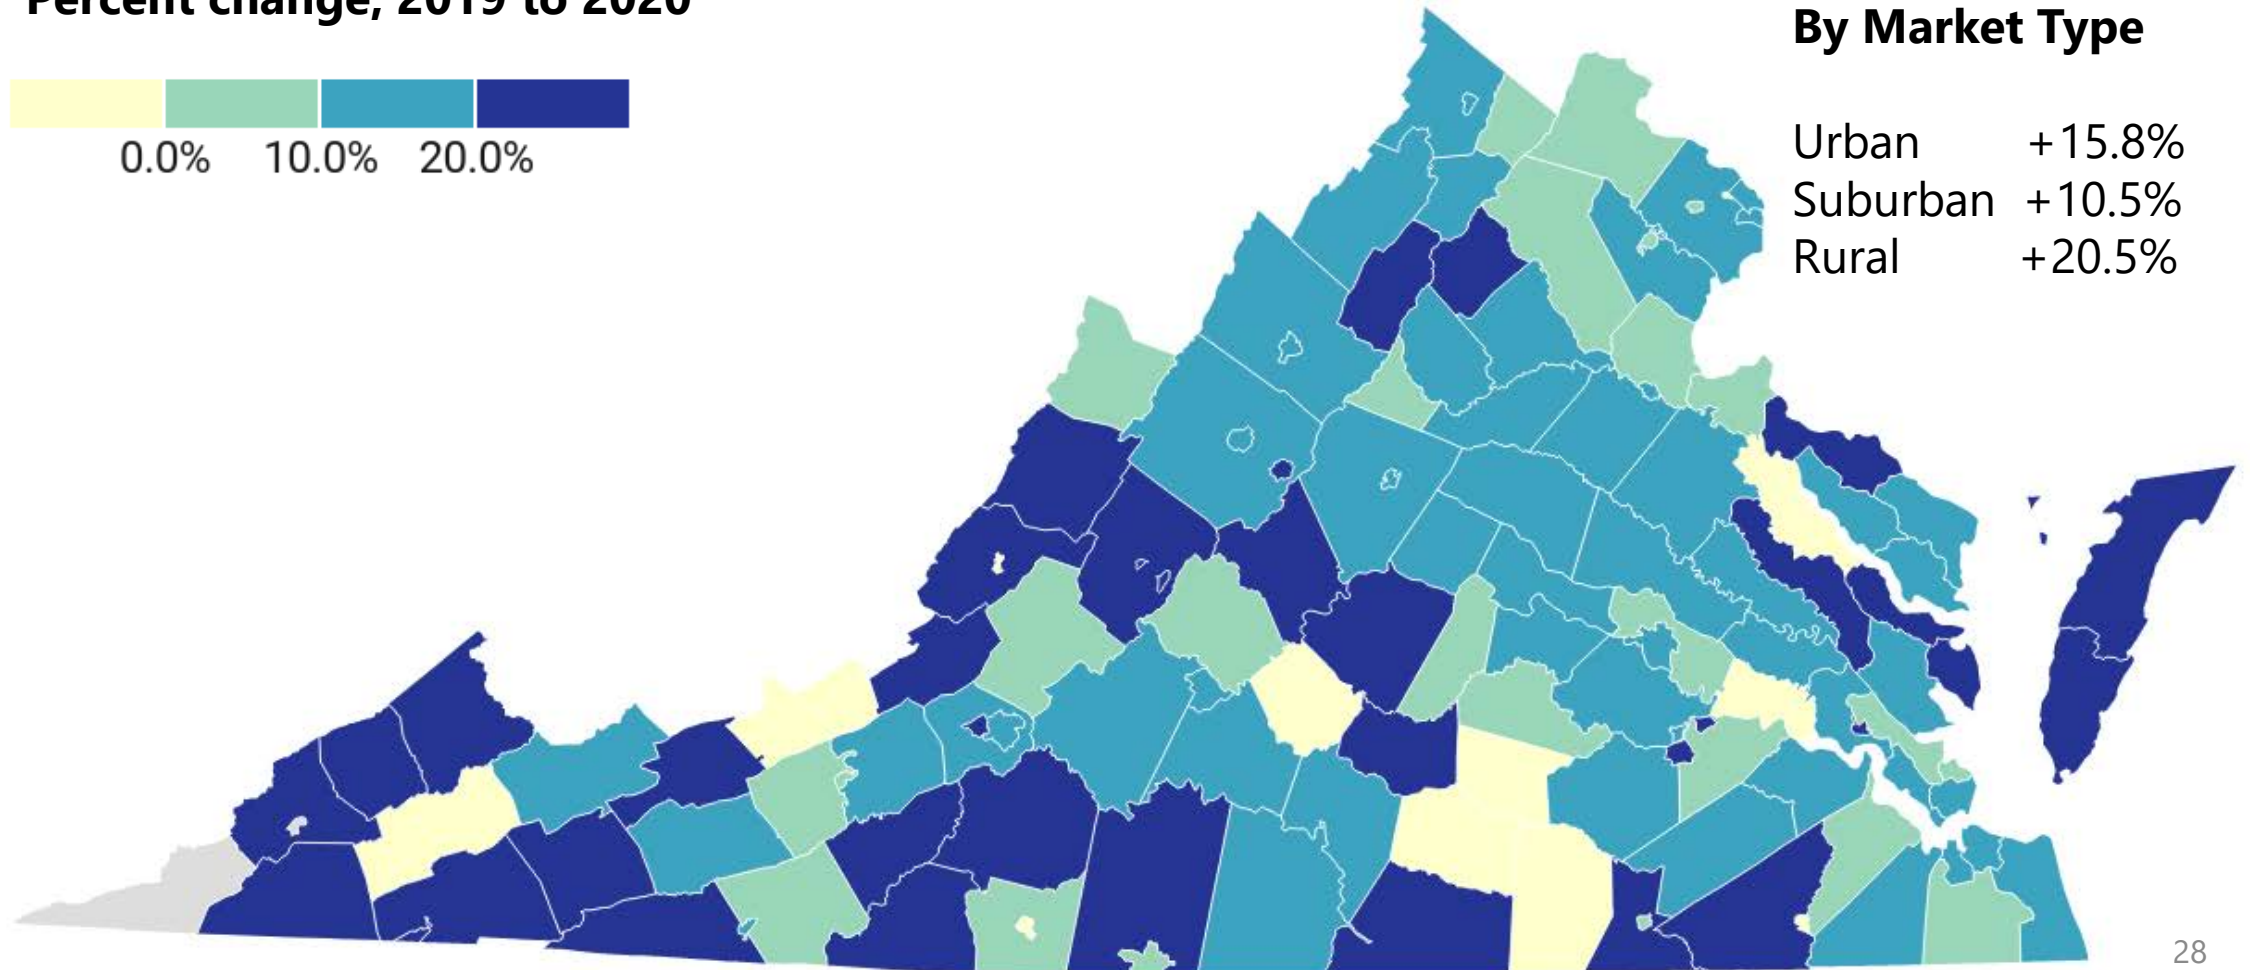 Percent change, 2019 to 2020
0.0% 10.0% 20.0%
By Market Type
Urban +15.8%
Suburban +10.5%
Rural +20.5%
28